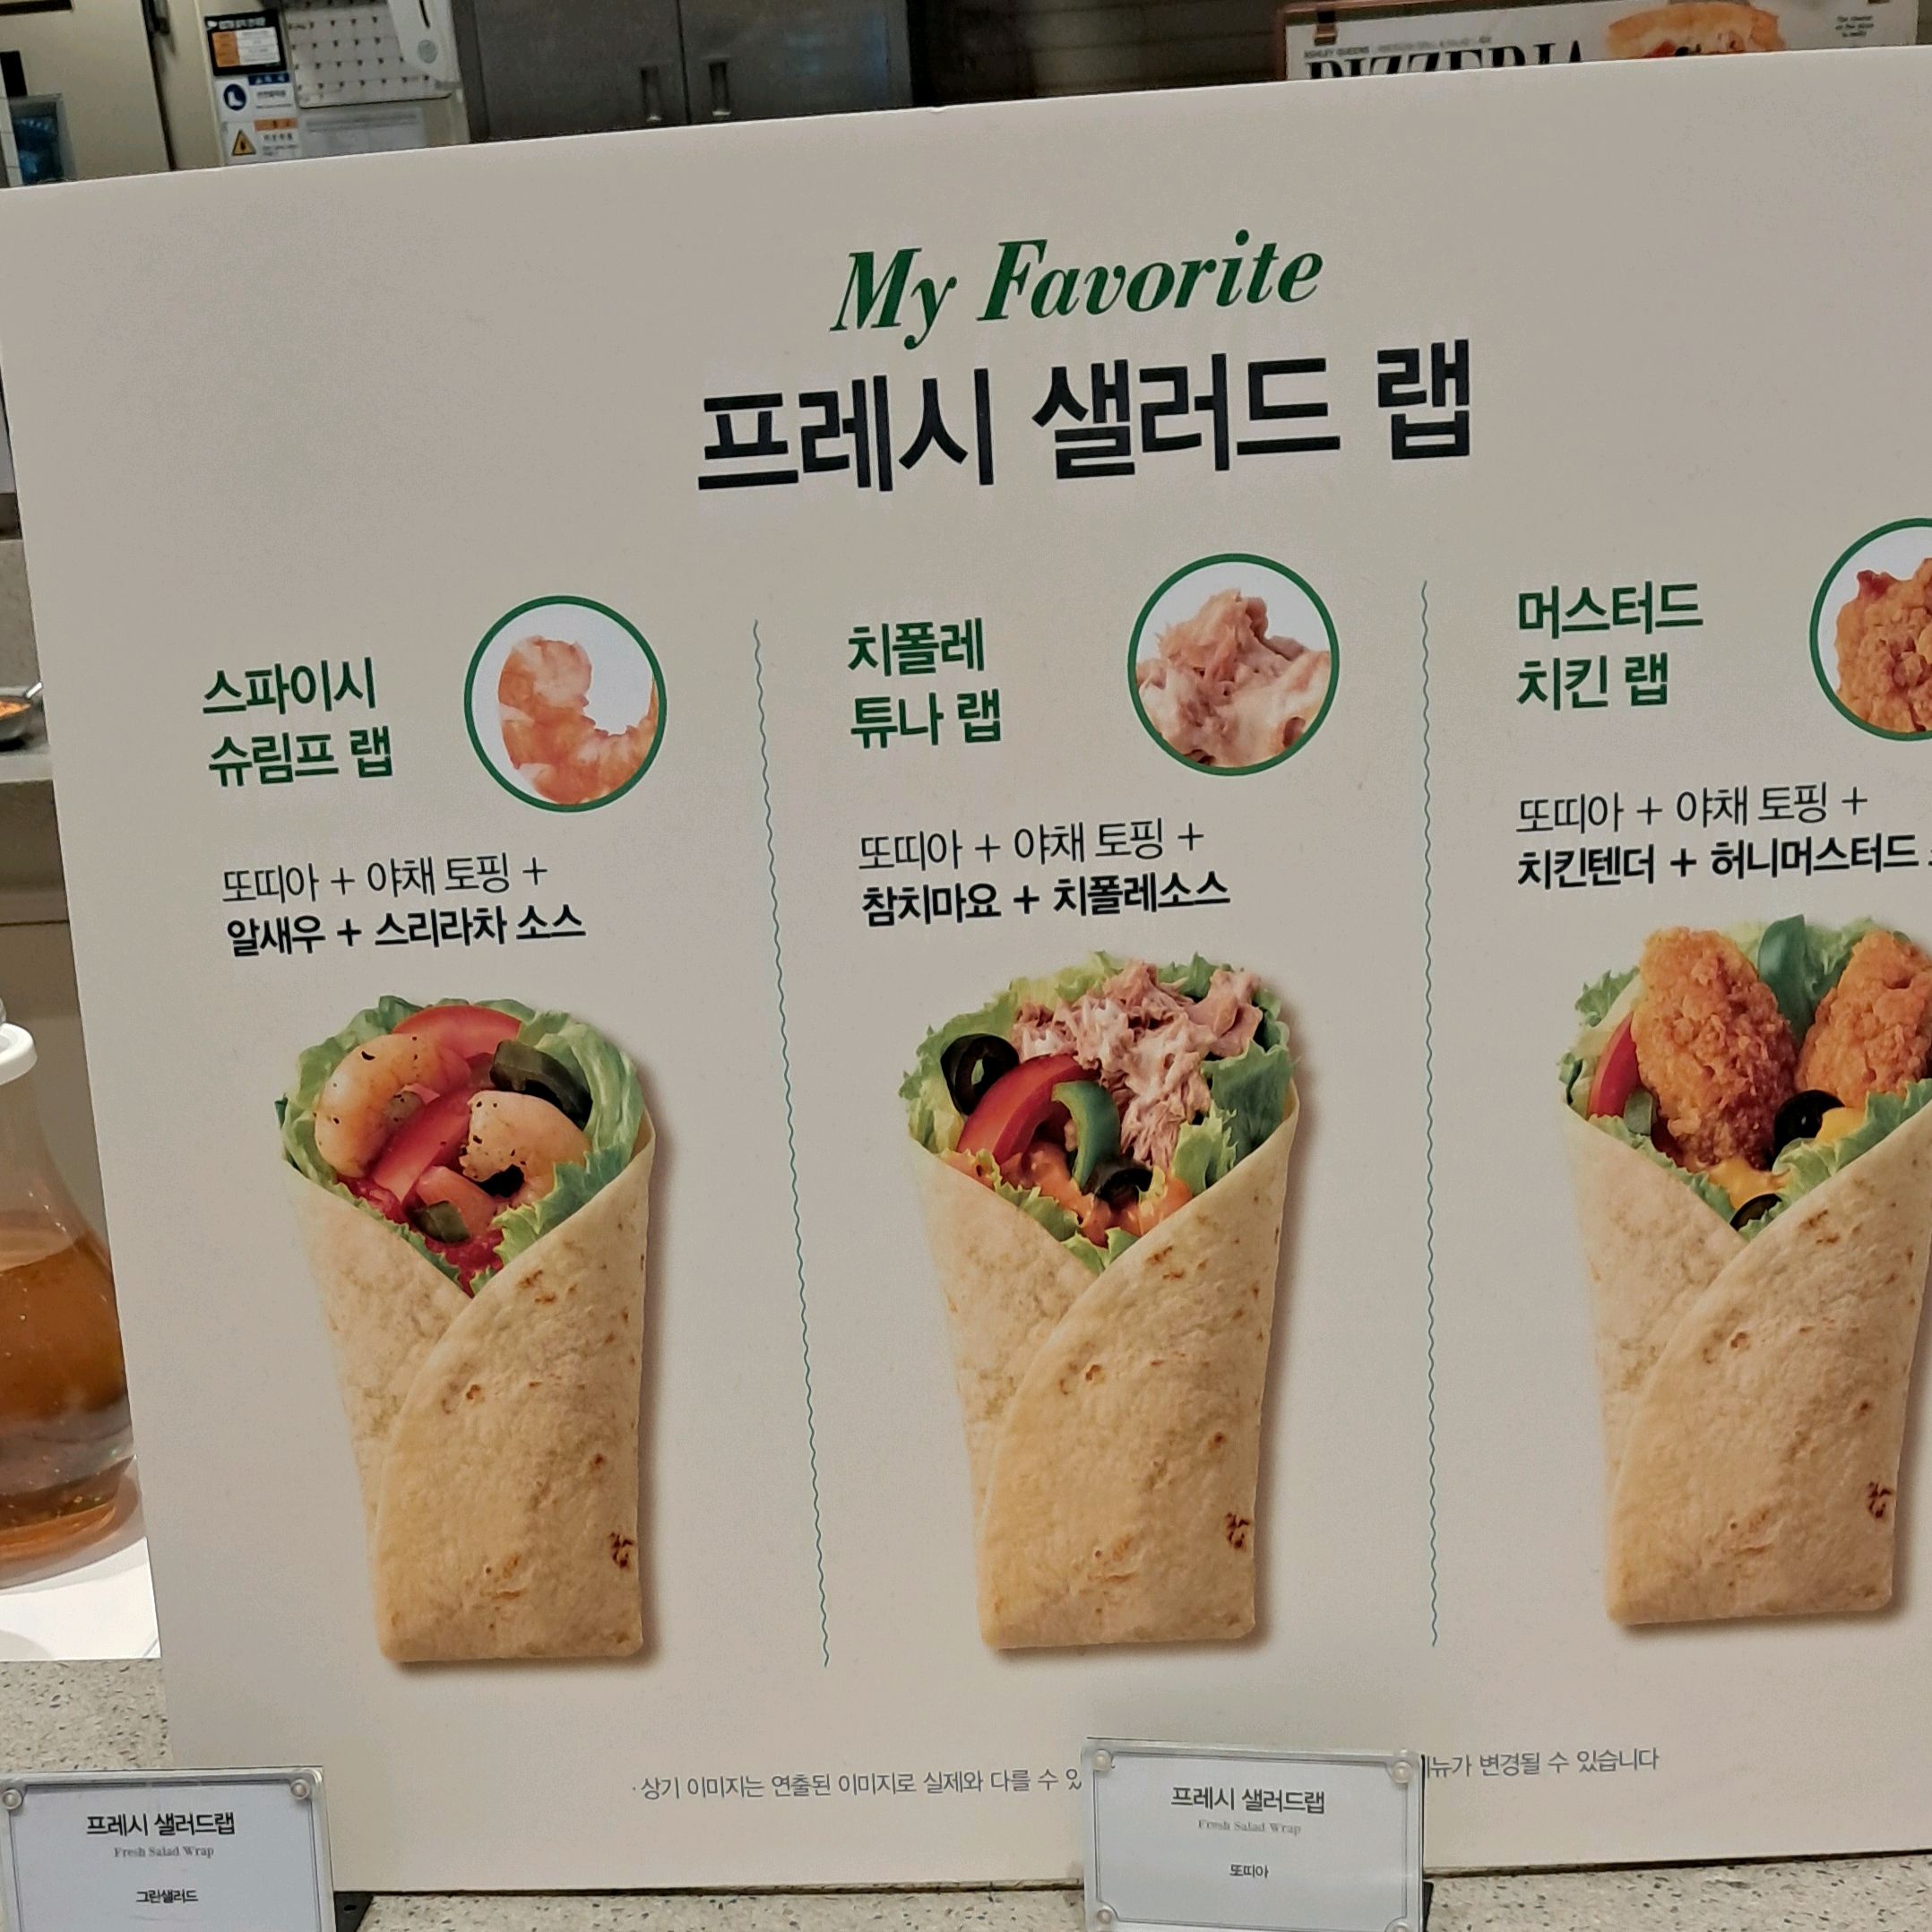 ASHLEY QUEENS
PIZZERIA
My Favorite
프레시 샐러드 랩
스파이시
슈림프 랩
또띠아 + 야채 토핑 +
알새우 + 스리라차 소스
치폴레
튜나 랩
또띠아 + 야채 토핑 +
참치마요 + 치폴레소스
머스터드
치킨 랩
또띠아 + 야채 토핑 +
치킨텐더 + 허니머스터드
· 상기 이미지는 연출된 이미지로 실제와 다를 수 변경될 수 있습니다
프레시 샐러드랩
Fresh Salad Wrap
그린샐러드
프레시 샐러드랩
Fresh Salad Wrap
또띠아